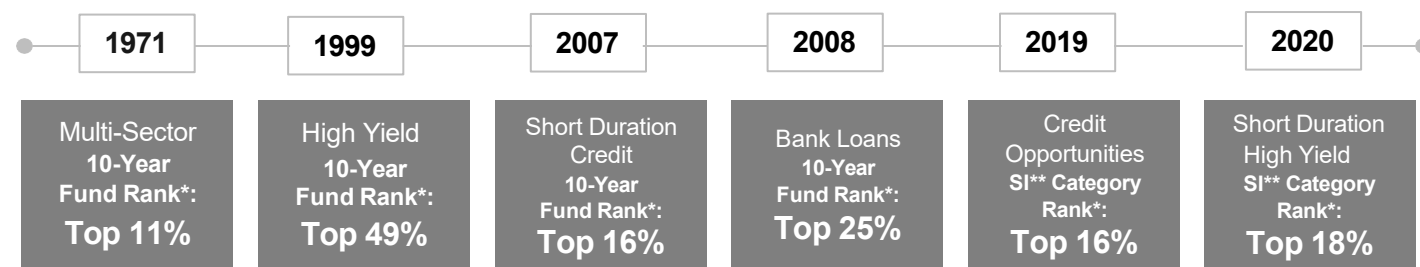 1971
1999
2007
2008
2019
2020
Multi-Sector
10-Year
Fund Rank*:
Top 11%
High Yield
10-Year
Fund Rank*:
Top 49%
Short Duration
Credit
10-Year
Fund Rank*:
Top 16%
Bank Loans
10-Year
Fund Rank*:
Top 25%
Credit
Opportunities
SI** Category
Rank*:
Top 16%
Short Duration
High Yield
SI** Category
Rank*:
Top 18%